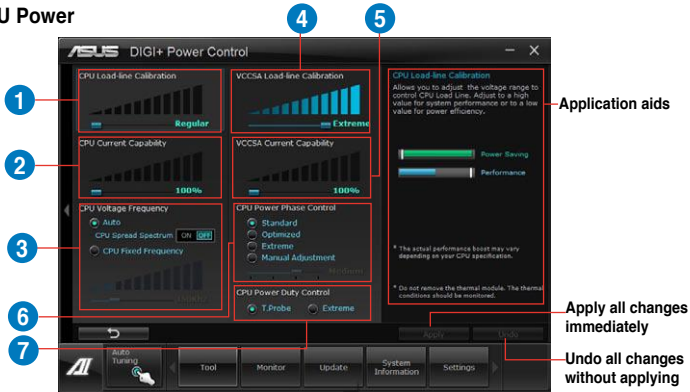 U Power
4
5
ASUS DIGI+ Power Control
CPU Load-line Calibration
Regular
VCCSA Load-line Calibration
Extreme
CPU Load-line Calibration
Allows you to adjust the voltage range to
control CPU Load Line. Adjust to a high
value for system performance or to a low
value for power efficiency.
Power Saving
Performance
* The actual performance boost may vary
depending on your CPU specification.
* Do not remove the thermal module. The thermal
conditions should be monitored.
Application aids
1
CPU Current Capability
100%
VCCSA Current Capability
100%
2
CPU Voltage Frequency
Auto
CPU Spread Spectrum ON OFF
CPU Fixed Frequency
3
CPU Power Phase Control
Standard
Optimized
Extreme
Manual Adjustment
Medium
6
CPU Power Duty Control
T.Probe Extreme
7
Apply Undo
Apply all changes
immediately
Undo all changes
without applying
AI
Auto
Tuning
Tool
Monitor
Update
System
Information
Settings